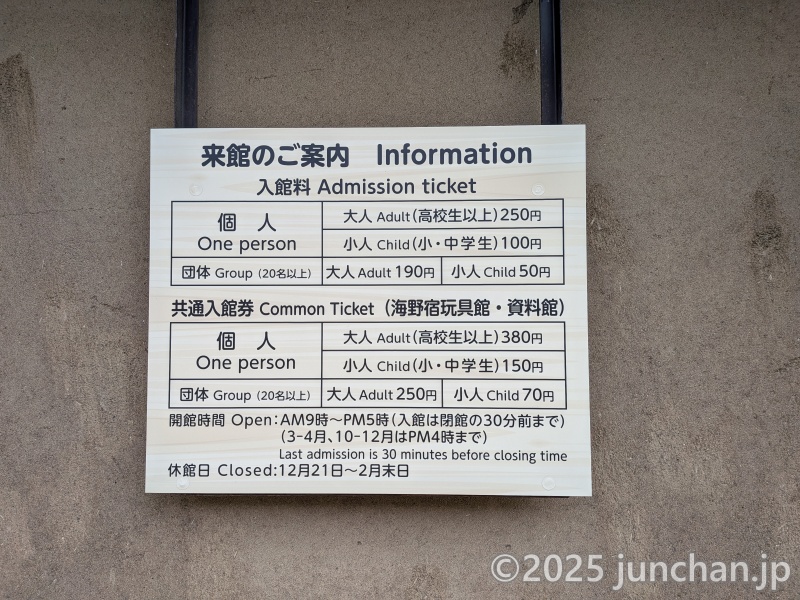 来館のご案内 Information
入館料 Admission ticket
個 人 One person
大人 Adult(高校生以上)250円
小人 Child(小・中学生)100円
団体 Group (20名以上) 大人 Adult 190円 小人 Child 50円
共通入館券 Common Ticket (海野宿玩具館・資料館)
個 人 One person
大人 Adult(高校生以上)380円
小人 Child(小・中学生)150円
団体 Group (20名以上) 大人 Adult 250円 小人 Child 70円
開館時間 Open:AM9時〜PM5時(入館は閉館の30分前まで)
(3-4月、10-12月はPM4時まで)
Last admission is 30 minutes before closing time
休館日 Closed:12月21日〜2月末日
©2025 junchan.jp